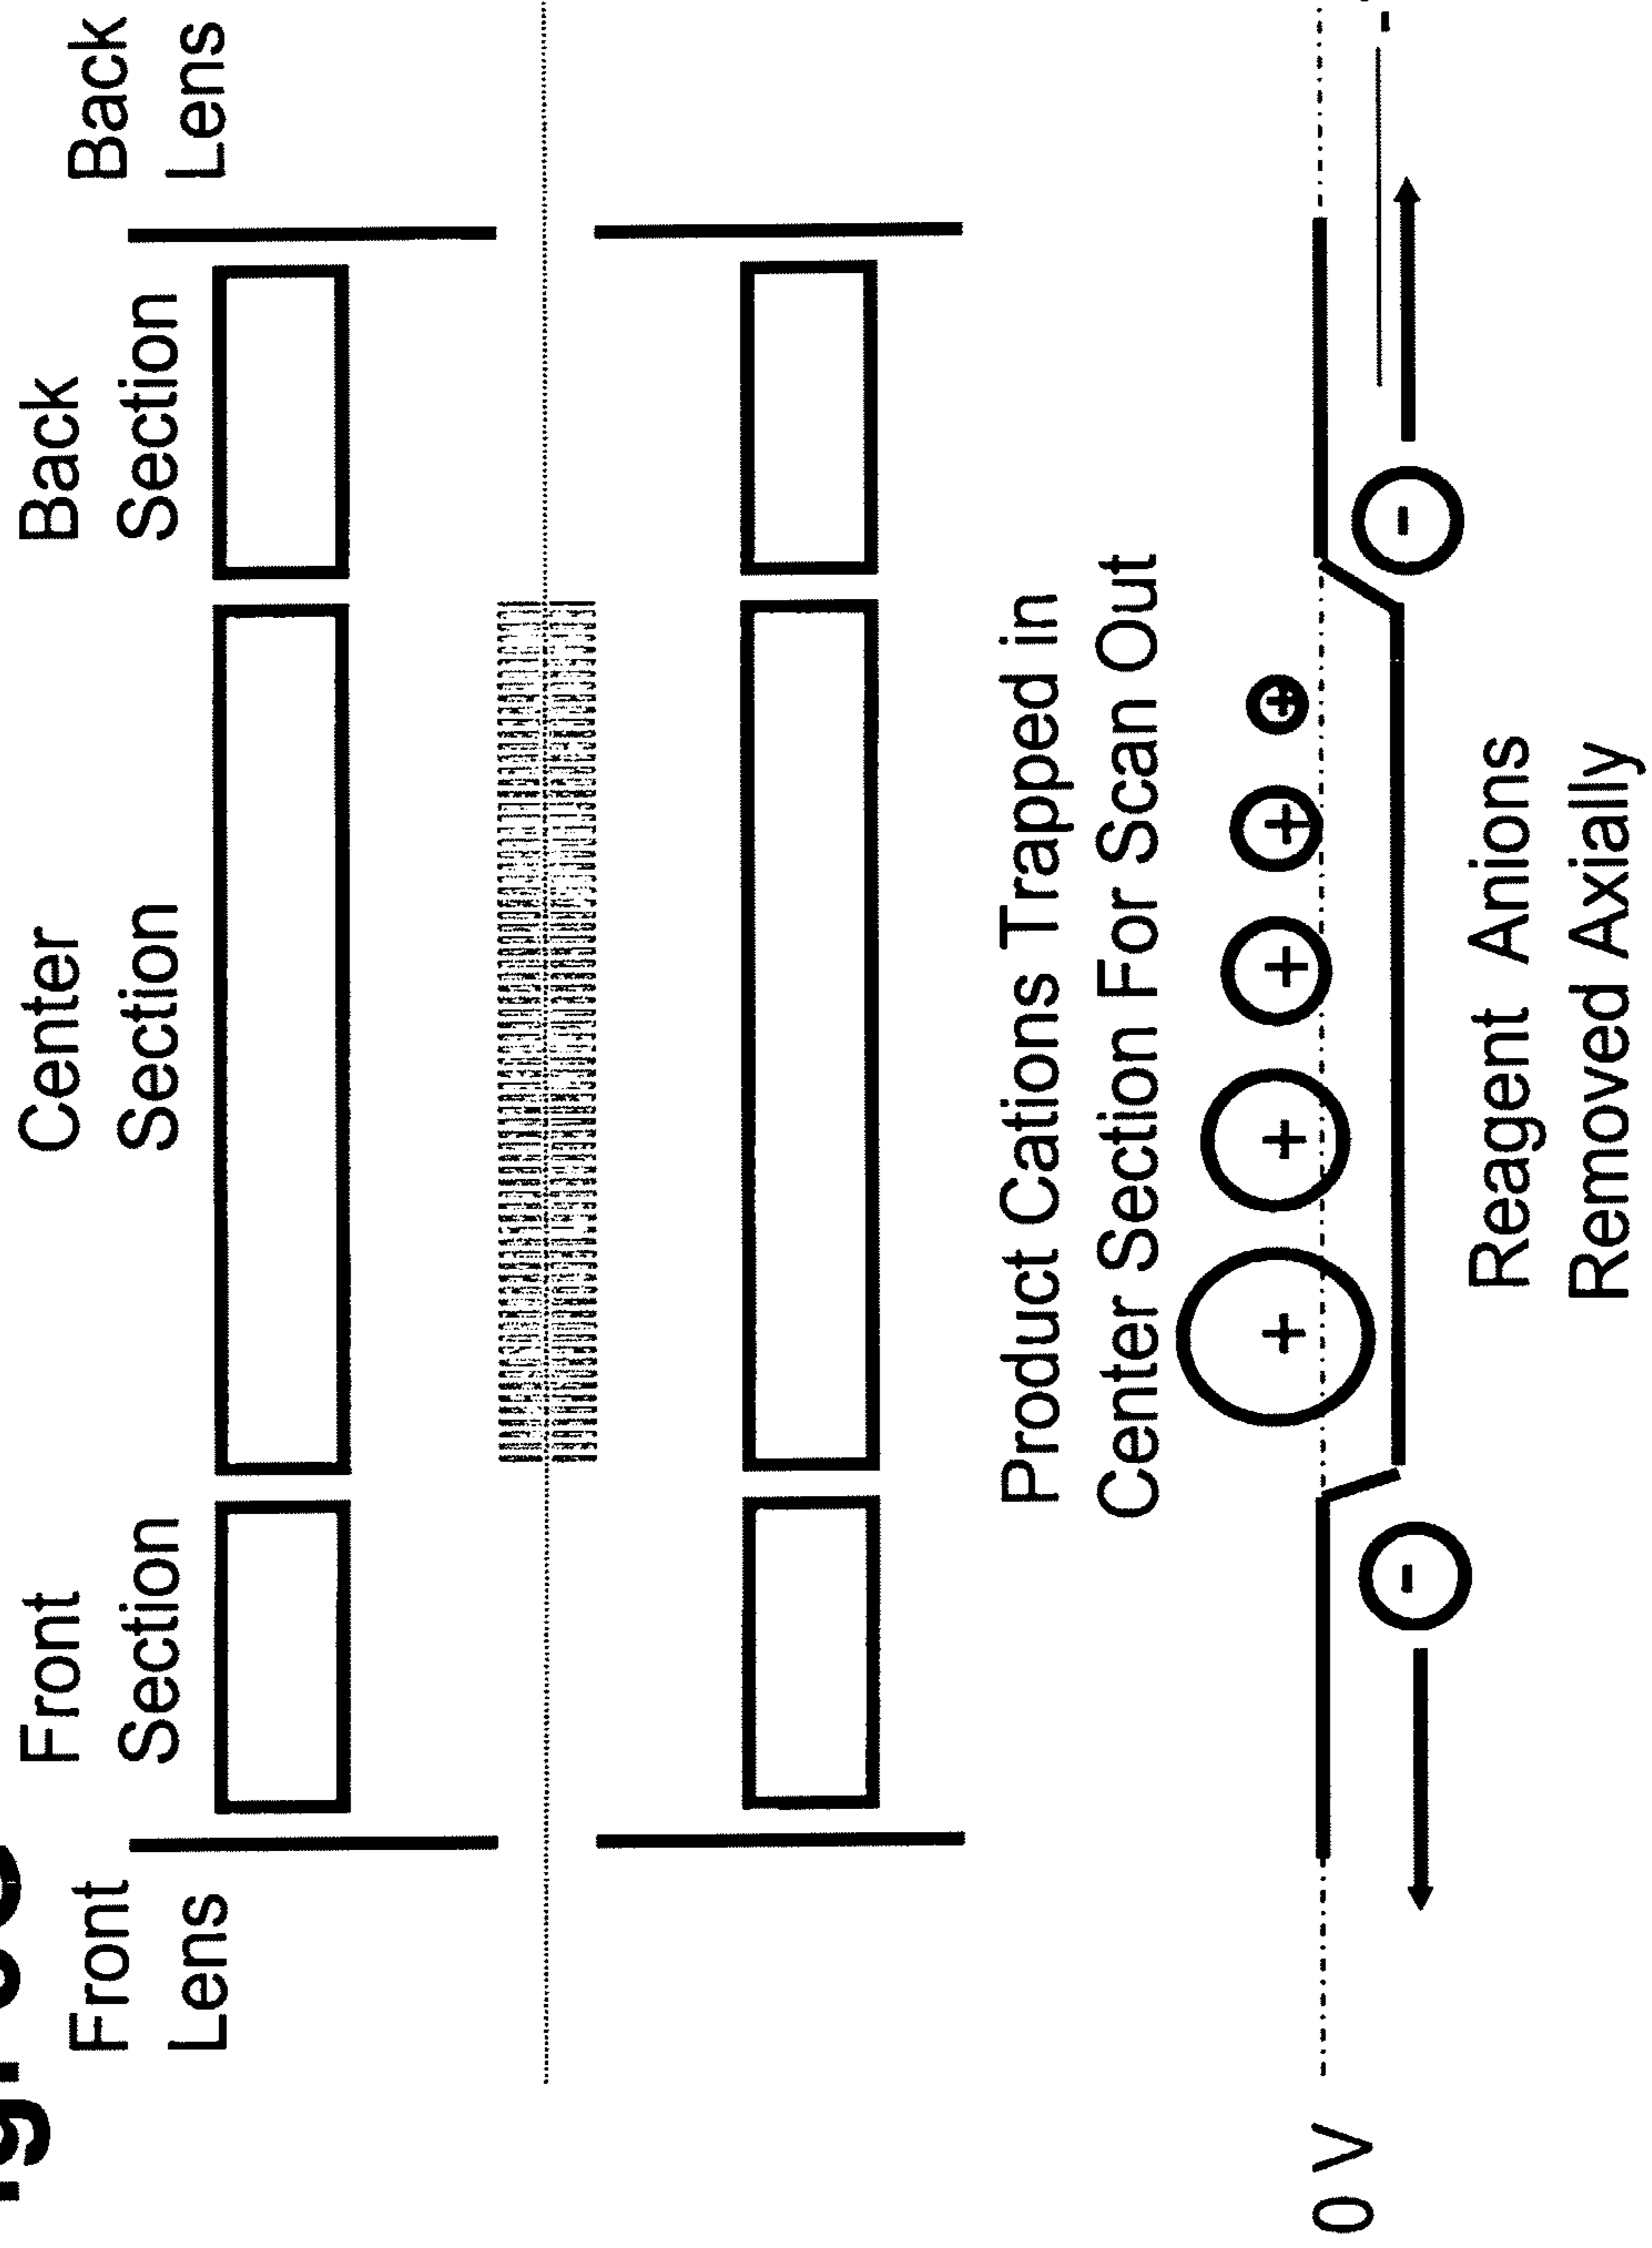 Front
Lens
Front
Section
Center
Section
Back
Section
Back
Lens
Product Cations Trapped in
Center Section For Scan Out
+
+
+
+
+
0 V
-
-
Reagent Anions
Removed Axially